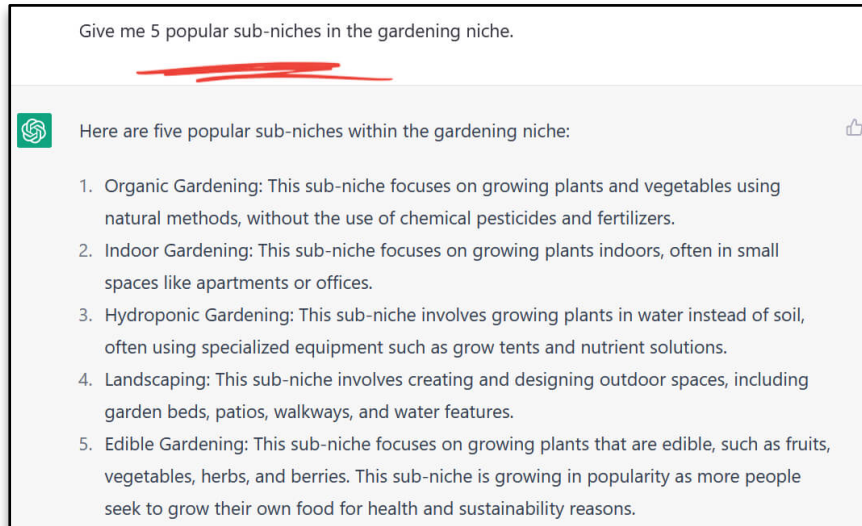 Give me 5 popular sub-niches in the gardening niche.
Here are five popular sub-niches within the gardening niche:
1. Organic Gardening: This sub-niche focuses on growing plants and vegetables using
natural methods, without the use of chemical pesticides and fertilizers.
2. Indoor Gardening: This sub-niche focuses on growing plants indoors, often in small
spaces like apartments or offices.
3. Hydroponic Gardening: This sub-niche involves growing plants in water instead of soil,
often using specialized equipment such as grow tents and nutrient solutions.
4. Landscaping: This sub-niche involves creating and designing outdoor spaces, including
garden beds, patios, walkways, and water features.
5. Edible Gardening: This sub-niche focuses on growing plants that are edible, such as fruits,
vegetables, herbs, and berries. This sub-niche is growing in popularity as more people
seek to grow their own food for health and sustainability reasons.